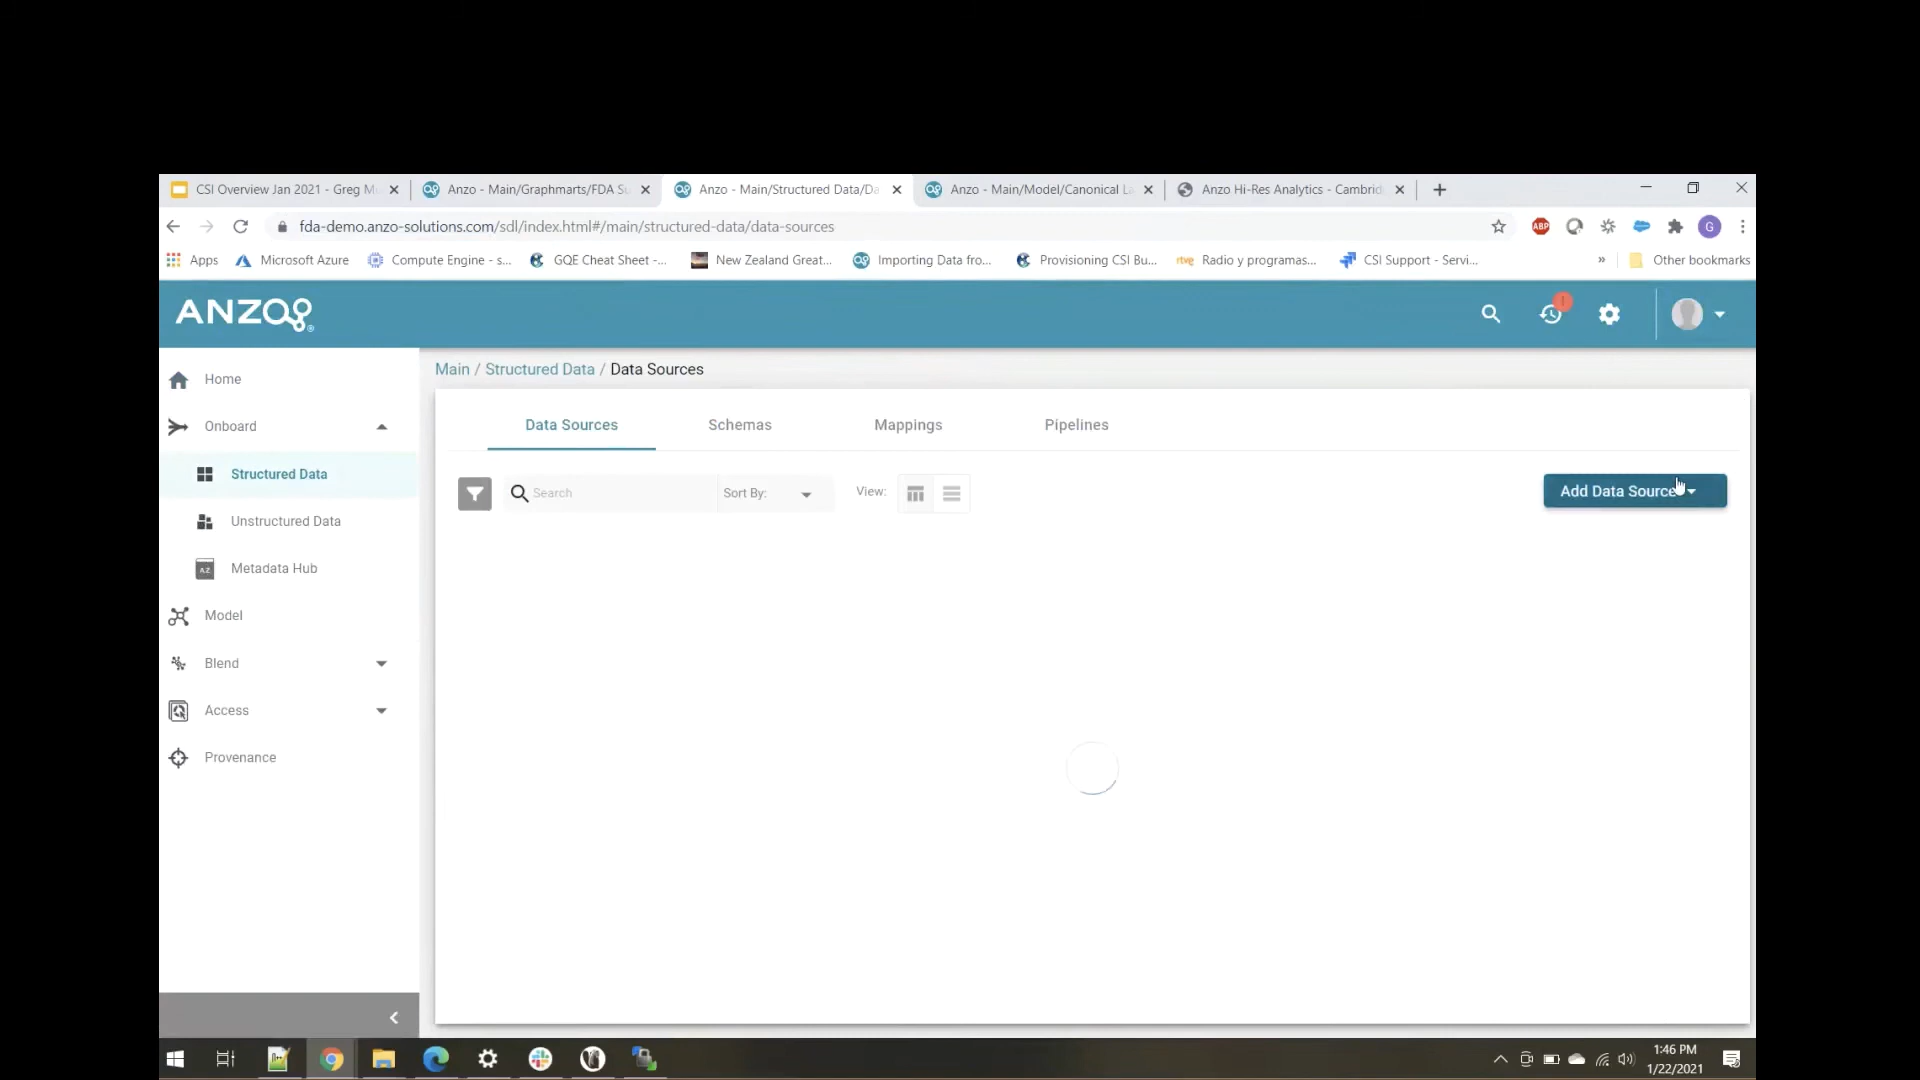 CSI Overview Jan 2021 - Greg M
Anzo - Main/Graphmarts/FDA S
Anzo - Main/Structured Data/Da
Anzo - Main/Model/Canonical L
Anzo Hi-Res Analytics - Cambrid
fda-demo.anzo-solutions.com/sdl/index.html#/main/structured-data/data-sources
ABP
G
Apps
Microsoft Azure
Compute Engine - s...
GQE Cheat Sheet -...
New Zealand Great...
Importing Data fro...
Provisioning CSI Bu...
rtve
Radio y programas...
CSI Support - Servi...
»
Other bookmarks
ANZO
!
Home
Onboard
Structured Data
Unstructured Data
AZ
Metadata Hub
Model
Blend
Access
Provenance
Main / Structured Data / Data Sources
Data Sources
Schemas
Mappings
Pipelines
Search
Sort By:
View:
Add Data Source
1:46 PM
1/22/2021